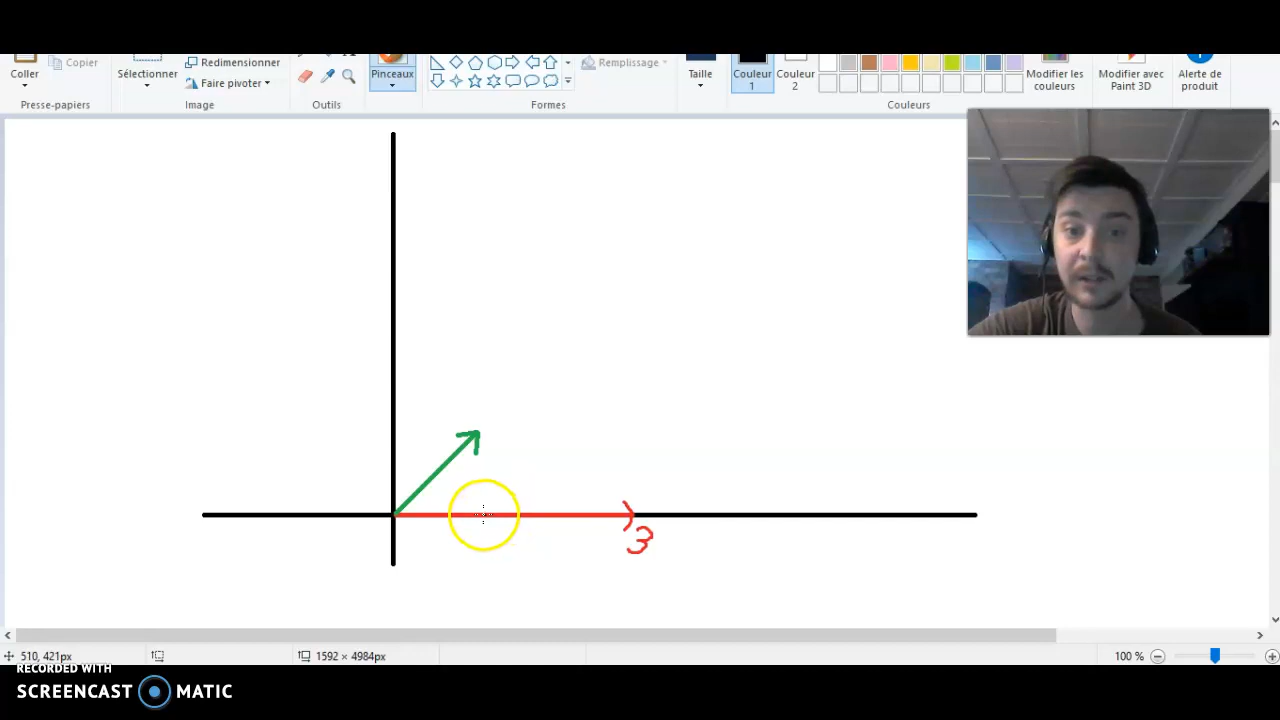 Coller
Copier
Presse-papiers
Sélectionner
Redimensionner
Faire pivoter
Image
Outils
Pinceaux
Formes
Remplissage
Taille
Couleur
1
Couleur
2
Couleurs
Modifier les
couleurs
Modifier avec
Paint 3D
Alerte de
produit
3
510, 421px
1592 × 4984px
100 %
RECORDED WITH
SCREENCAST MATIC